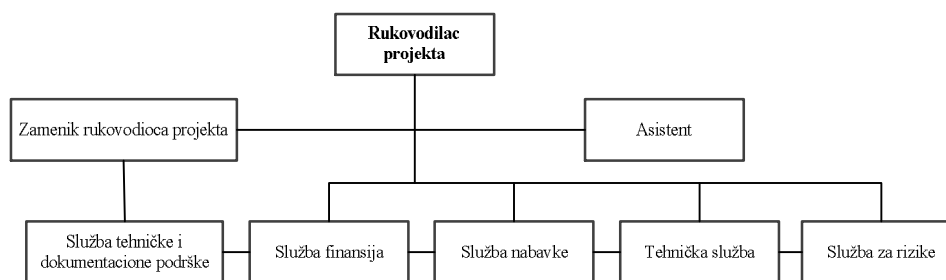 Rukovodilac
projekta
Zamenik rukovodioca projekta
Asistent
Služba tehničke i
dokumentacione podrške
Služba finansija
Služba nabavke
Tehnička služba
Služba za rizike